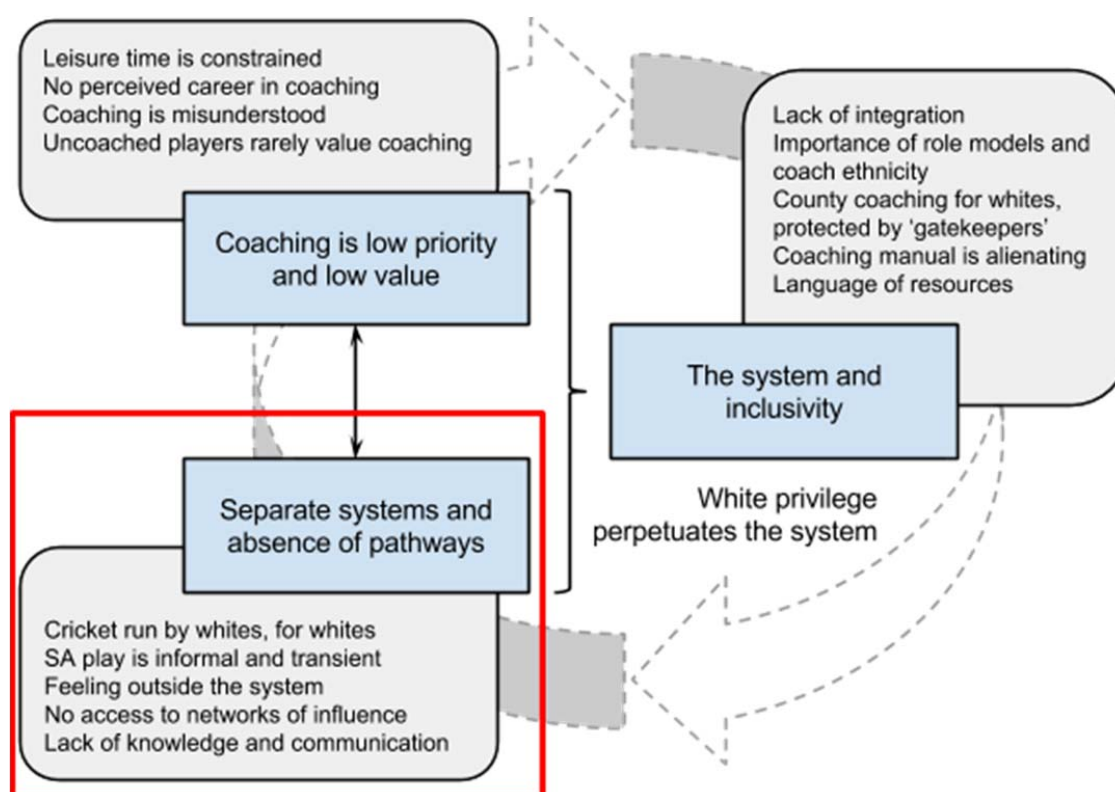 Leisure time is constrained
No perceived career in coaching
Coaching is misunderstood
Uncoached players rarely value coaching
Coaching is low priority
and low value
Lack of integration
Importance of role models and
coach ethnicity
County coaching for whites,
protected by ‘gatekeepers’
Coaching manual is alienating
Language of resources
The system and
inclusivity
White privilege
perpetuates the system
Separate systems and
absence of pathways
Cricket run by whites, for whites
SA play is informal and transient
Feeling outside the system
No access to networks of influence
Lack of knowledge and communication